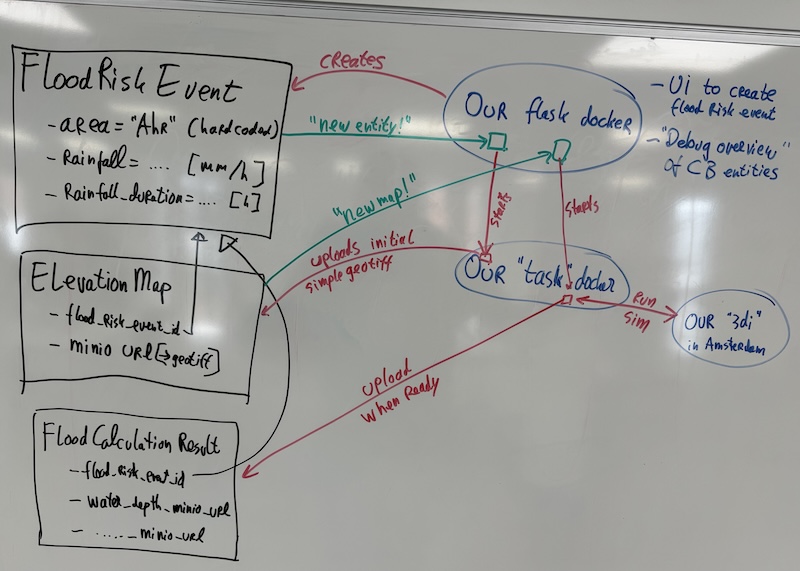 FloodRisk Event
- area = "Ahr" (hardcoded)
- Rainfall = .... [mm/h]
- Rainfall_duration = .... [h]
Elevation Map
- flood_risk_event_id
- minio url [→ geotiff]
Flood Calculation Result
- flood_risk_event_id
- water_depth_minio_url
- ...... _minio_url
creates
"new entity!"
"new map!"
uploads initial
simple geotiff
upload
when ready
Our flask docker
starts
starts
Our "task" docker
run
sim
Our "3di"
in Amsterdam
- Ui to create
flood risk event
- "Debug overview"
of CB entities